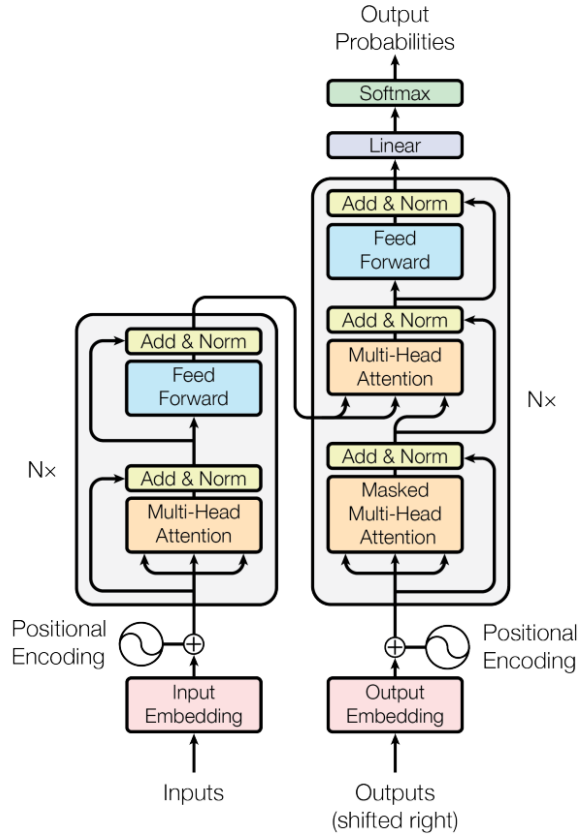 Output
Probabilities
Softmax
Linear
Add & Norm
Feed
Forward
Add & Norm
Multi-Head
Attention
Add & Norm
Masked
Multi-Head
Attention
Nx
Add & Norm
Feed
Forward
Add & Norm
Multi-Head
Attention
Nx
Positional
Encoding
Positional
Encoding
Input
Embedding
Output
Embedding
Inputs
Outputs
(shifted right)